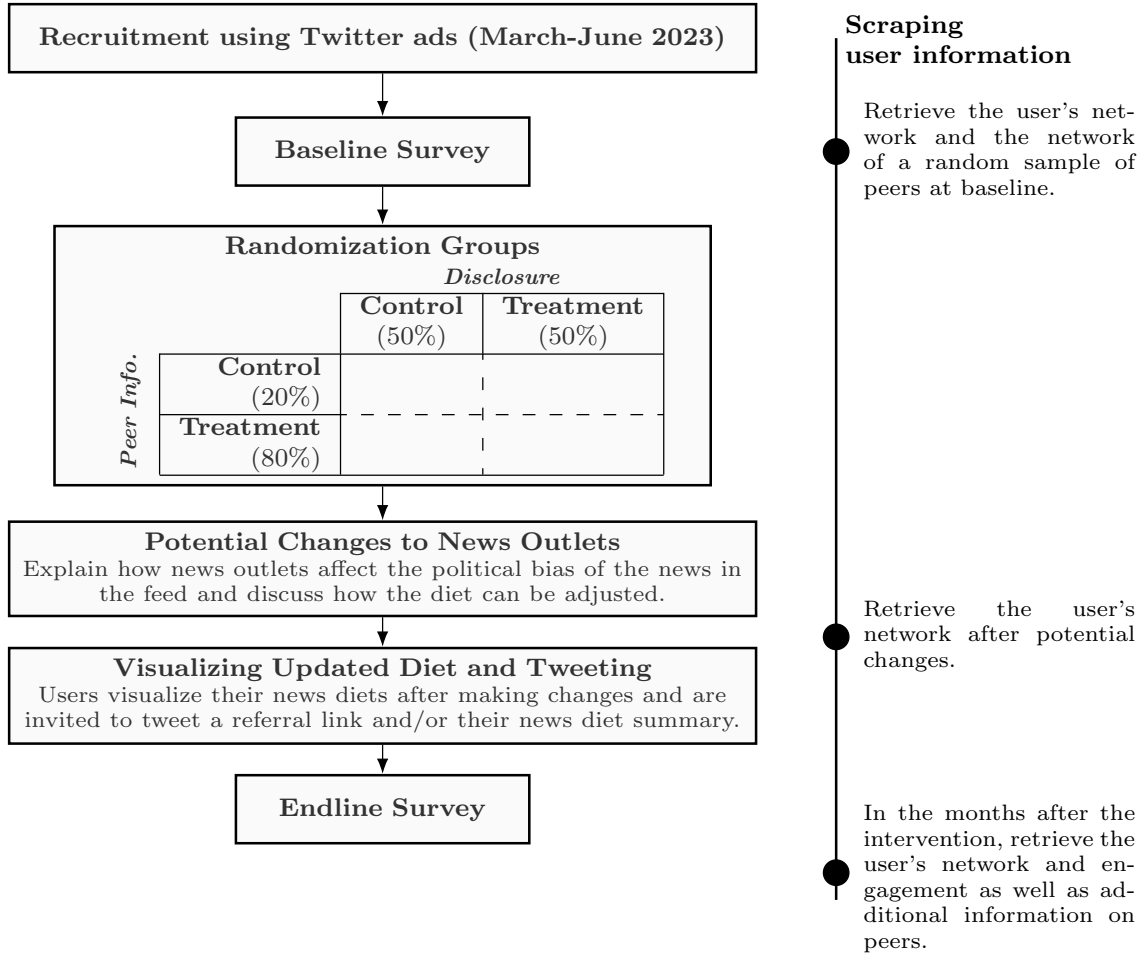 Recruitment using Twitter ads (March-June 2023)
Baseline Survey
Randomization Groups
Disclosure
Control Treatment
(50%) (50%)
Peer Info.
Control
(20%)
Treatment
(80%)
Potential Changes to News Outlets
Explain how news outlets affect the political bias of the news in
the feed and discuss how the diet can be adjusted.
Visualizing Updated Diet and Tweeting
Users visualize their news diets after making changes and are
invited to tweet a referral link and/or their news diet summary.
Endline Survey
Scraping
user information
Retrieve the user's net-
work and the network
of a random sample of
peers at baseline.
Retrieve the user's
network after potential
changes.
In the months after the
intervention, retrieve the
user's network and en-
gagement as well as ad-
ditional information on
peers.